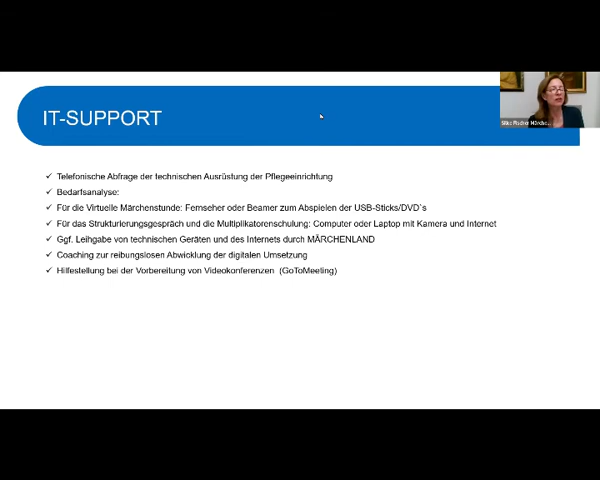 IT-SUPPORT
✓ Telefonische Abfrage der technischen Ausrüstung der Pflegeeinrichtung
✓ Bedarfsanalyse:
✓ Für die Virtuelle Märchenstunde: Fernseher oder Beamer zum Abspielen der USB-Sticks/DVD`s
✓ Für das Strukturierungsgespräch und die Multiplikatorenschulung: Computer oder Laptop mit Kamera und Internet
✓ Ggf. Leihgabe von technischen Geräten und des Internets durch MÄRCHENLAND
✓ Coaching zur reibungslosen Abwicklung der digitalen Umsetzung
✓ Hilfestellung bei der Vorbereitung von Videokonferenzen (GoToMeeting)